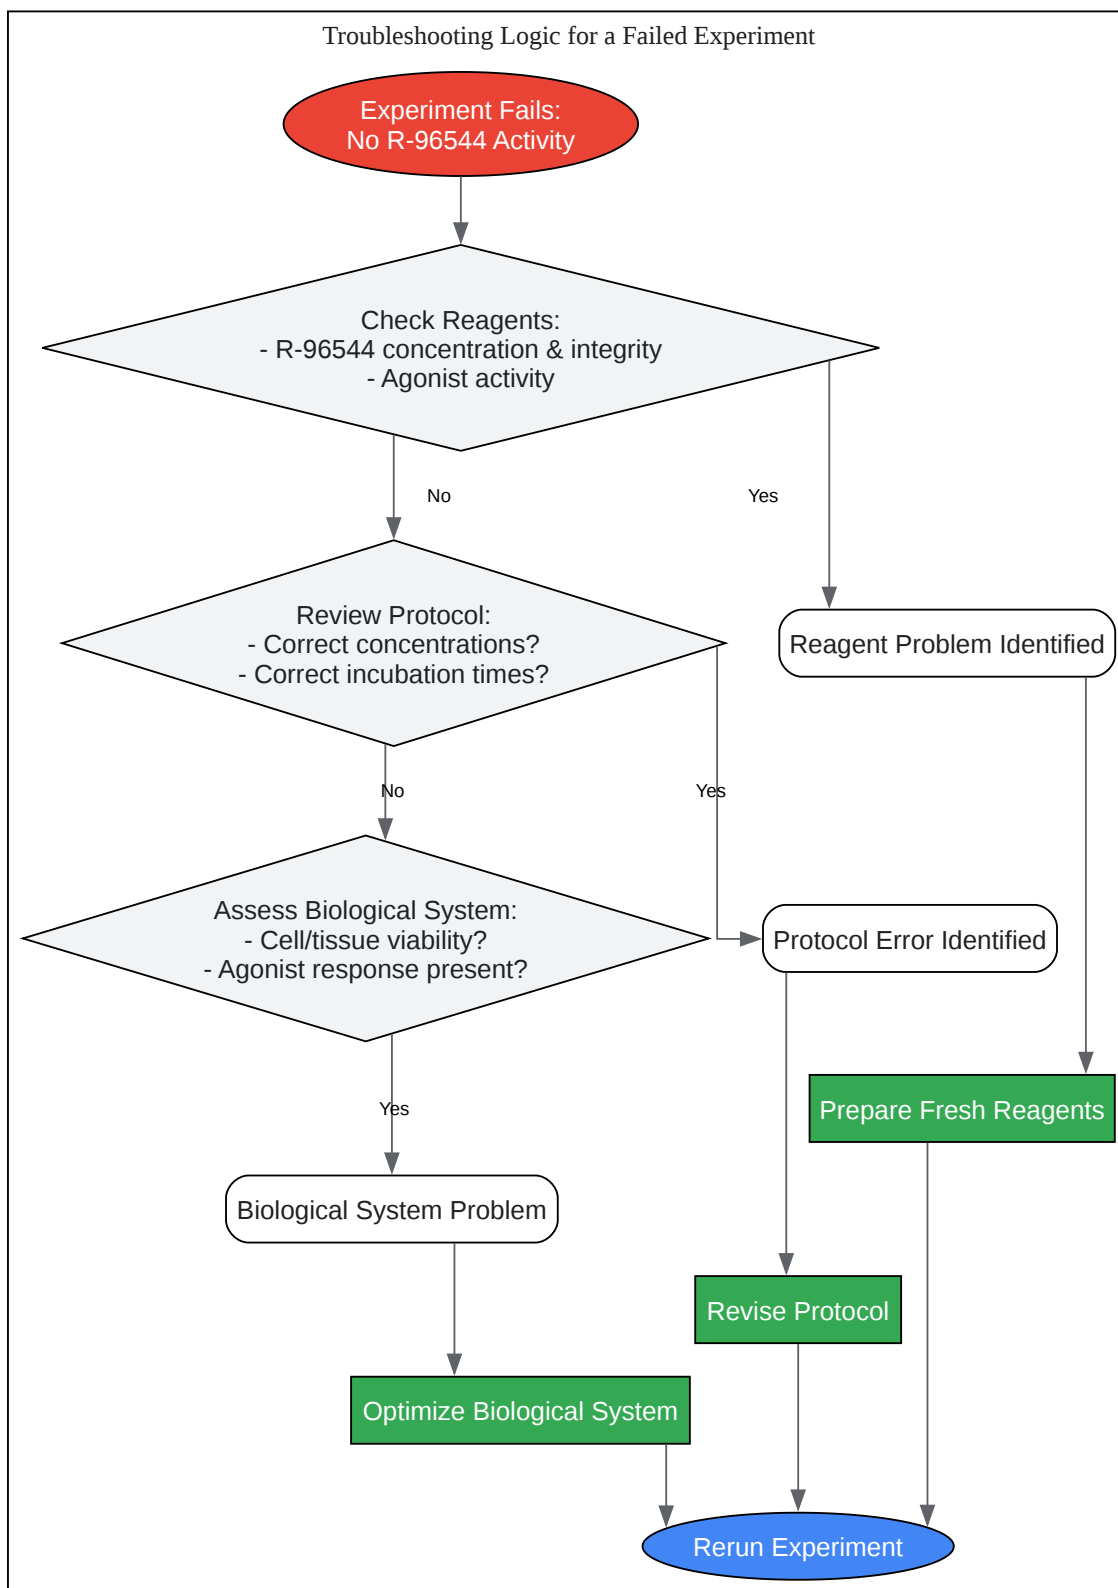 Troubleshooting Logic for a Failed Experiment
Experiment Fails:
No R-96544 Activity
Check Reagents:
- R-96544 concentration & integrity
- Agonist activity
No
Yes
Review Protocol:
- Correct concentrations?
- Correct incubation times?
Reagent Problem Identified
No
Yes
Assess Biological System:
- Cell/tissue viability?
- Agonist response present?
Protocol Error Identified
Yes
Prepare Fresh Reagents
Biological System Problem
Revise Protocol
Optimize Biological System
Rerun Experiment